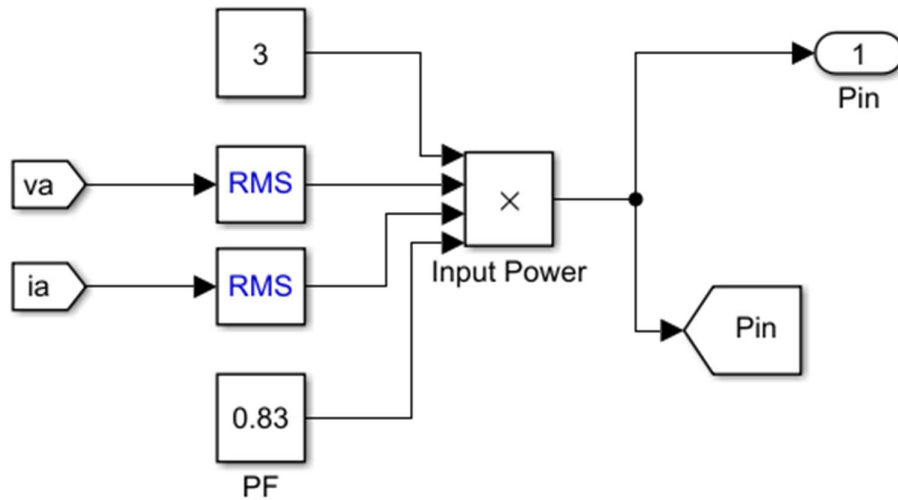 3
1
Pin
va
RMS
×
ia
RMS
Input Power
Pin
0.83
PF